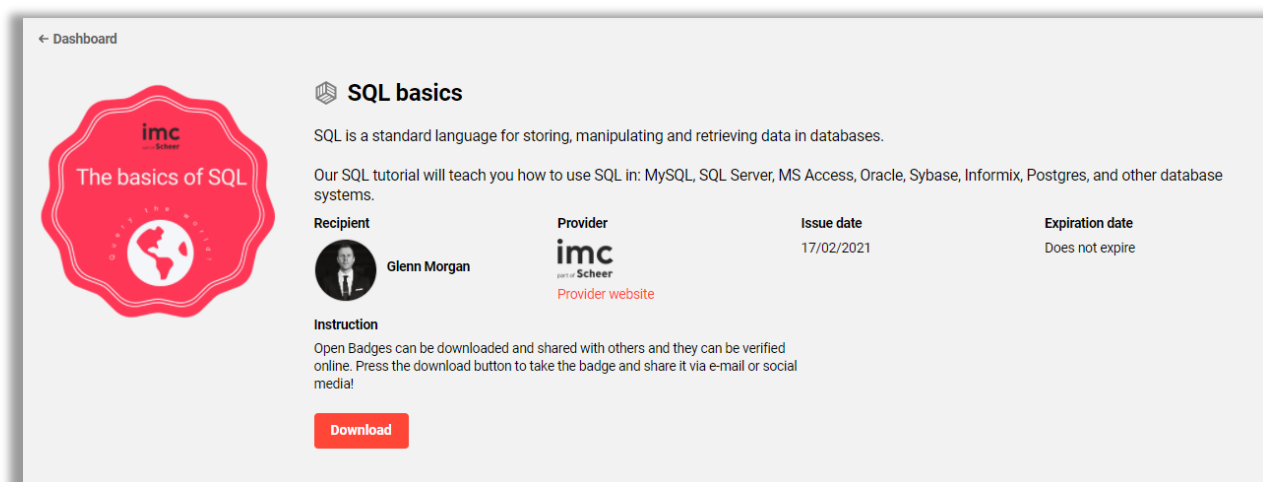 ← Dashboard
imc
part of Scheer
The basics of SQL
Query the world!
SQL basics
SQL is a standard language for storing, manipulating and retrieving data in databases.
Our SQL tutorial will teach you how to use SQL in: MySQL, SQL Server, MS Access, Oracle, Sybase, Informix, Postgres, and other database
systems.
Recipient
Glenn Morgan
Provider
imc
part of Scheer
Provider website
Issue date
17/02/2021
Expiration date
Does not expire
Instruction
Open Badges can be downloaded and shared with others and they can be verified
online. Press the download button to take the badge and share it via e-mail or social
media!
Download